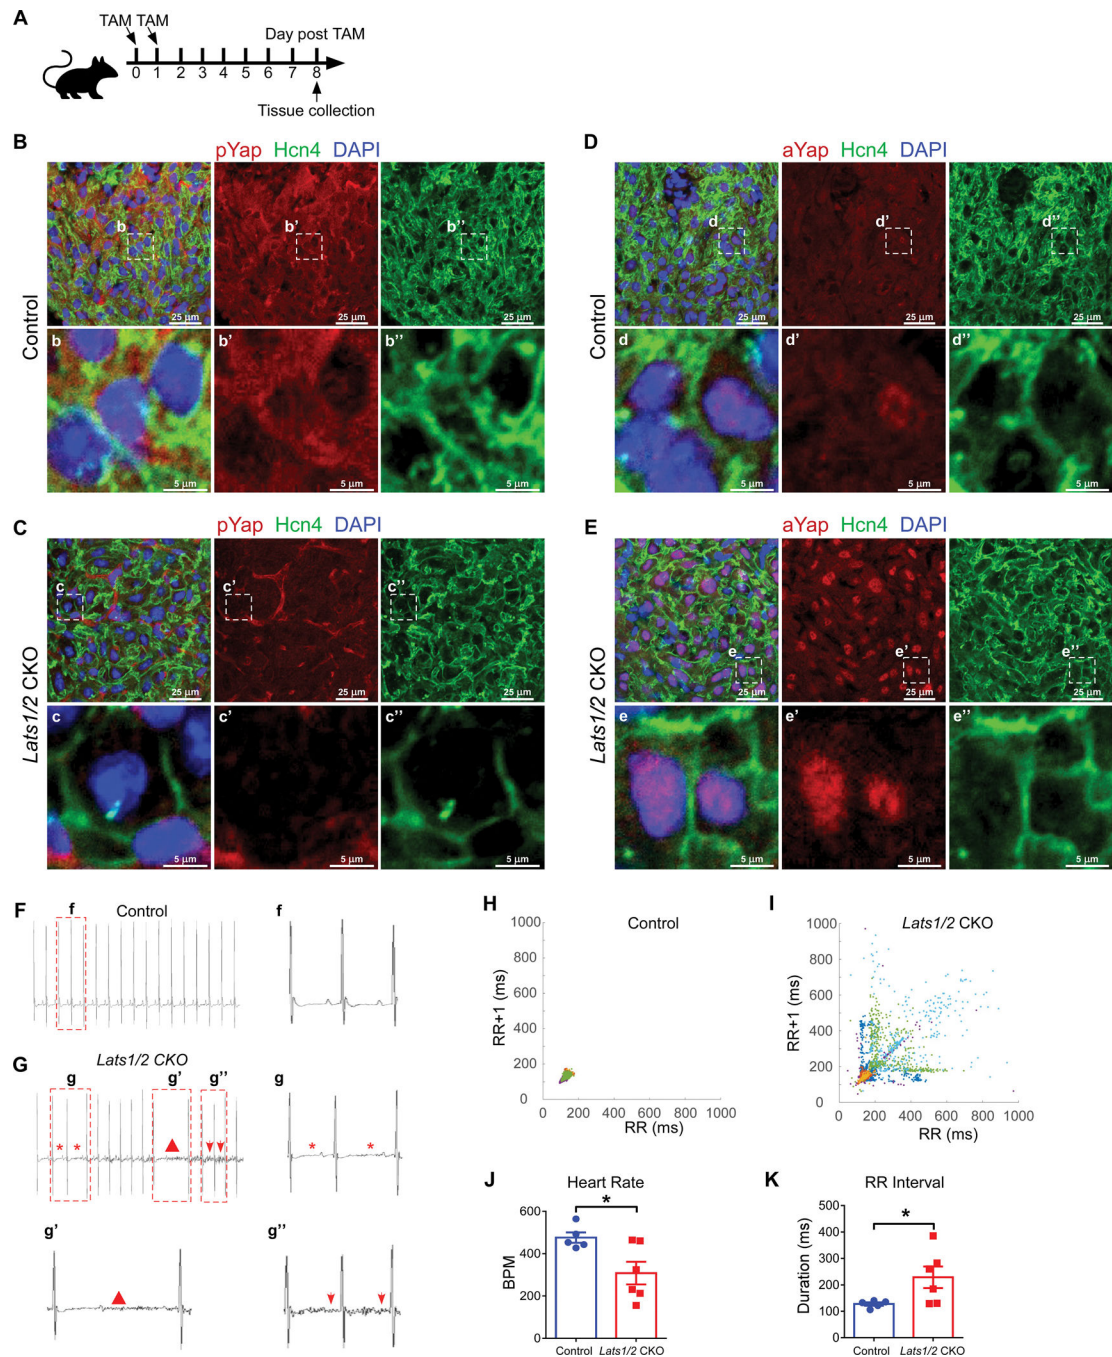 A
TAM TAM
Day post TAM
0 1 2 3 4 5 6 7 8
Tissue collection
B
pYap Hcn4 DAPI
Control
b b' b''
25 µm 25 µm 25 µm
b b' b''
5 µm 5 µm 5 µm
D
aYap Hcn4 DAPI
Control
d d' d''
25 µm 25 µm 25 µm
d d' d''
5 µm 5 µm 5 µm
C
pYap Hcn4 DAPI
Lats1/2 CKO
c c' c''
25 µm 25 µm 25 µm
c c' c''
5 µm 5 µm 5 µm
E
aYap Hcn4 DAPI
Lats1/2 CKO
e e' e''
25 µm 25 µm 25 µm
e e' e''
5 µm 5 µm 5 µm
F
f Control
f
G
Lats1/2 CKO
g g' g''
* *
g
* *
g'
g''
H
Control
1000
800
600
400
200
0
0 200 400 600 800 1000
RR+1 (ms)
RR (ms)
I
Lats1/2 CKO
1000
800
600
400
200
0
0 200 400 600 800 1000
RR+1 (ms)
RR (ms)
J
Heart Rate
*
600
400
200
0
BPM
Control Lats1/2 CKO
K
RR Interval
*
500
400
300
200
100
0
Duration (ms)
Control Lats1/2 CKO